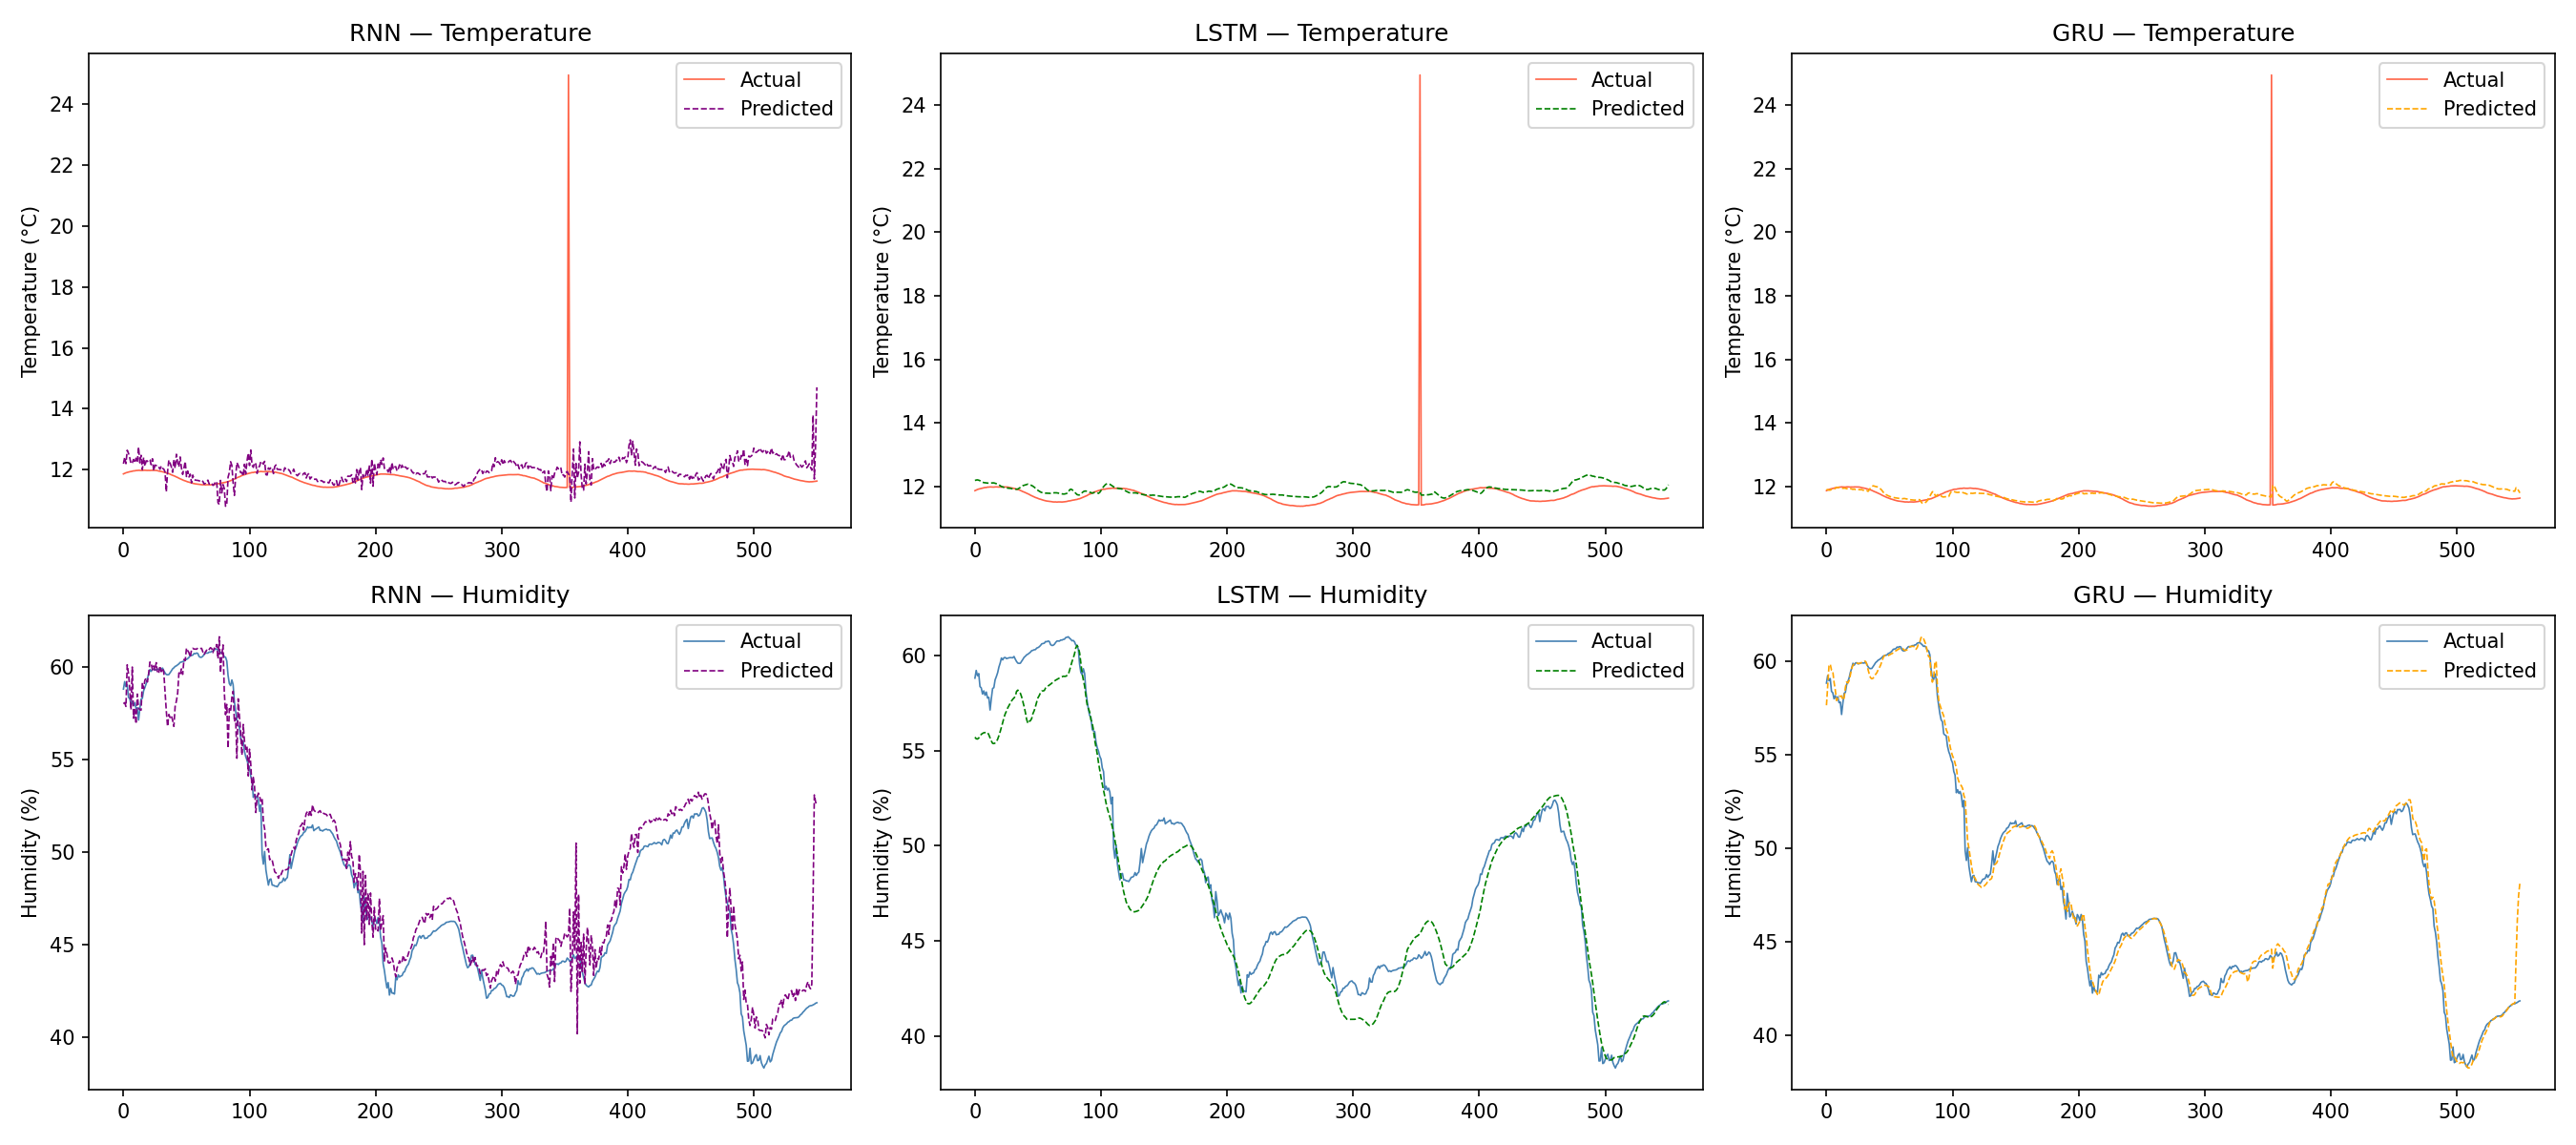 RNN — Temperature
Temperature (°C)
24
22
20
18
16
14
12
0 100 200 300 400 500
Actual
Predicted
LSTM — Temperature
Temperature (°C)
24
22
20
18
16
14
12
0 100 200 300 400 500
Actual
Predicted
GRU — Temperature
Temperature (°C)
24
22
20
18
16
14
12
0 100 200 300 400 500
Actual
Predicted
RNN — Humidity
Humidity (%)
60
55
50
45
40
0 100 200 300 400 500
Actual
Predicted
LSTM — Humidity
Humidity (%)
60
55
50
45
40
0 100 200 300 400 500
Actual
Predicted
GRU — Humidity
Humidity (%)
60
55
50
45
40
0 100 200 300 400 500
Actual
Predicted